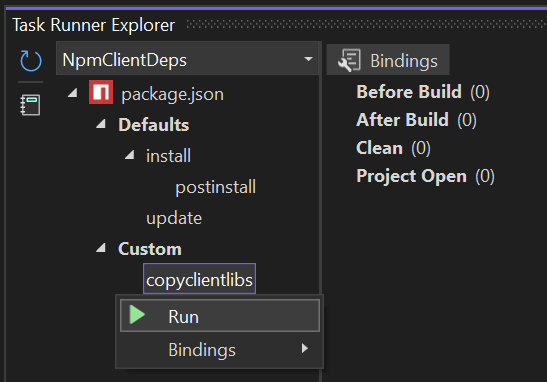 Task Runner Explorer
NpmClientDeps
package.json
Defaults
install
postinstall
update
Custom
copyclientlibs
Run
Bindings
Bindings
Before Build (0)
After Build (0)
Clean (0)
Project Open (0)